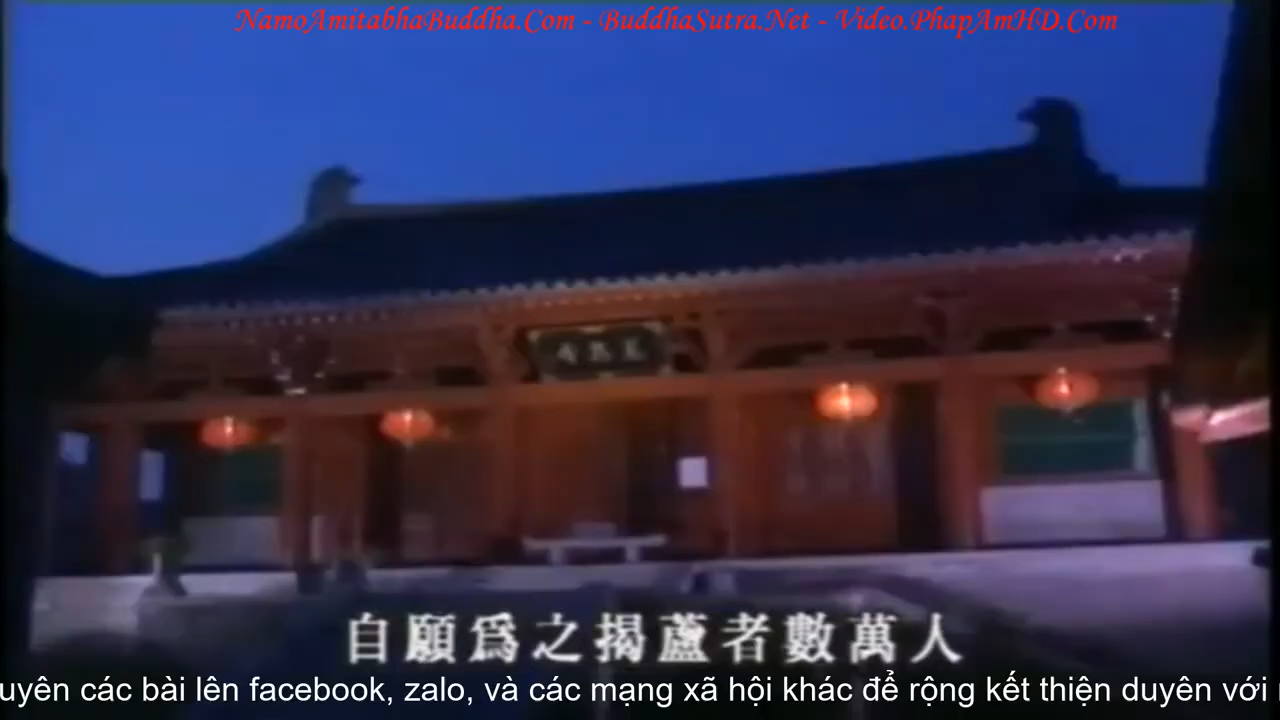 NamoAmitabhaBuddha.Com - BuddhaSutra.Net - Video.PhapAmHD.Com
自願爲之揭蘆者數萬人
uyên các bài lên facebook, zalo, và các mạng xã hội khác để rộng kết thiện duyên với